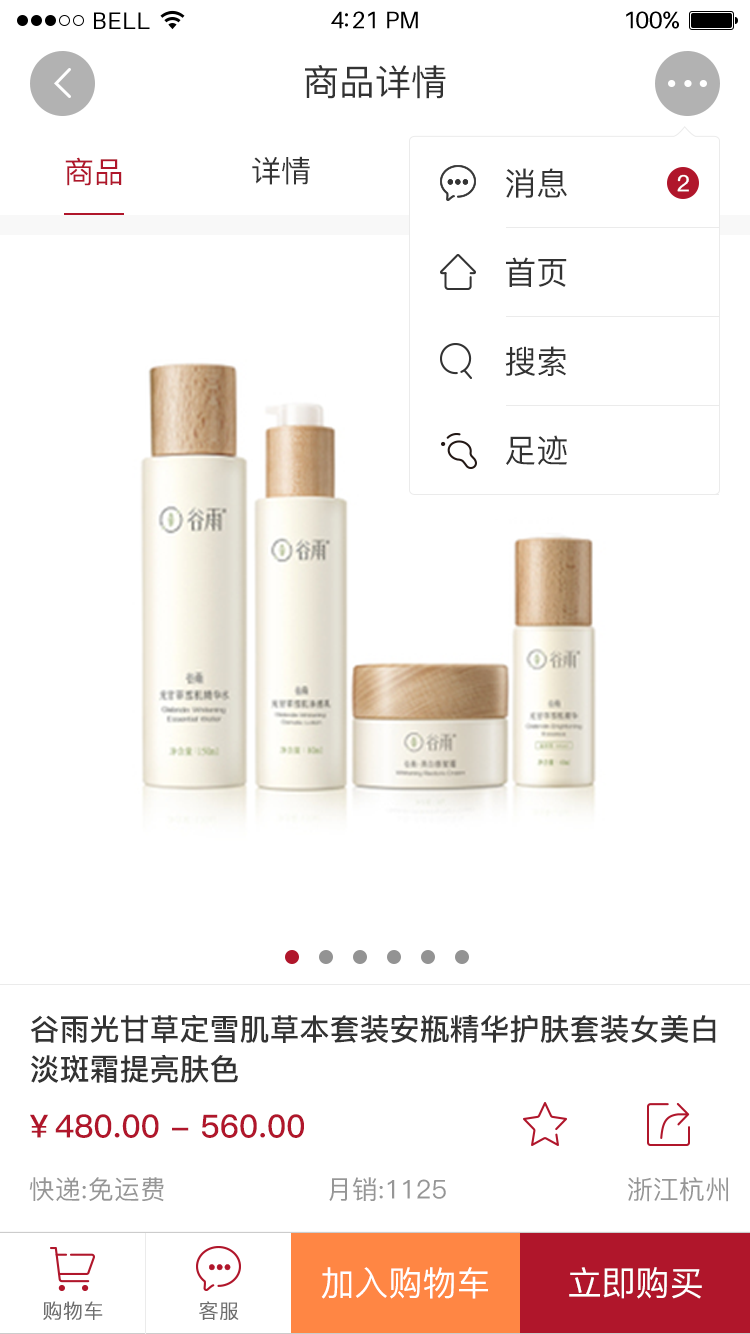 BELL
4:21 PM
100%
商品详情
商品
详情
消息
2
首页
搜索
足迹
谷雨
谷雨
谷雨
谷雨
谷雨光甘草定雪肌草本套装安瓶精华护肤套装女美白
淡斑霜提亮肤色
¥480.00 – 560.00
快递:免运费
月销:1125
浙江杭州
购物车
客服
加入购物车
立即购买